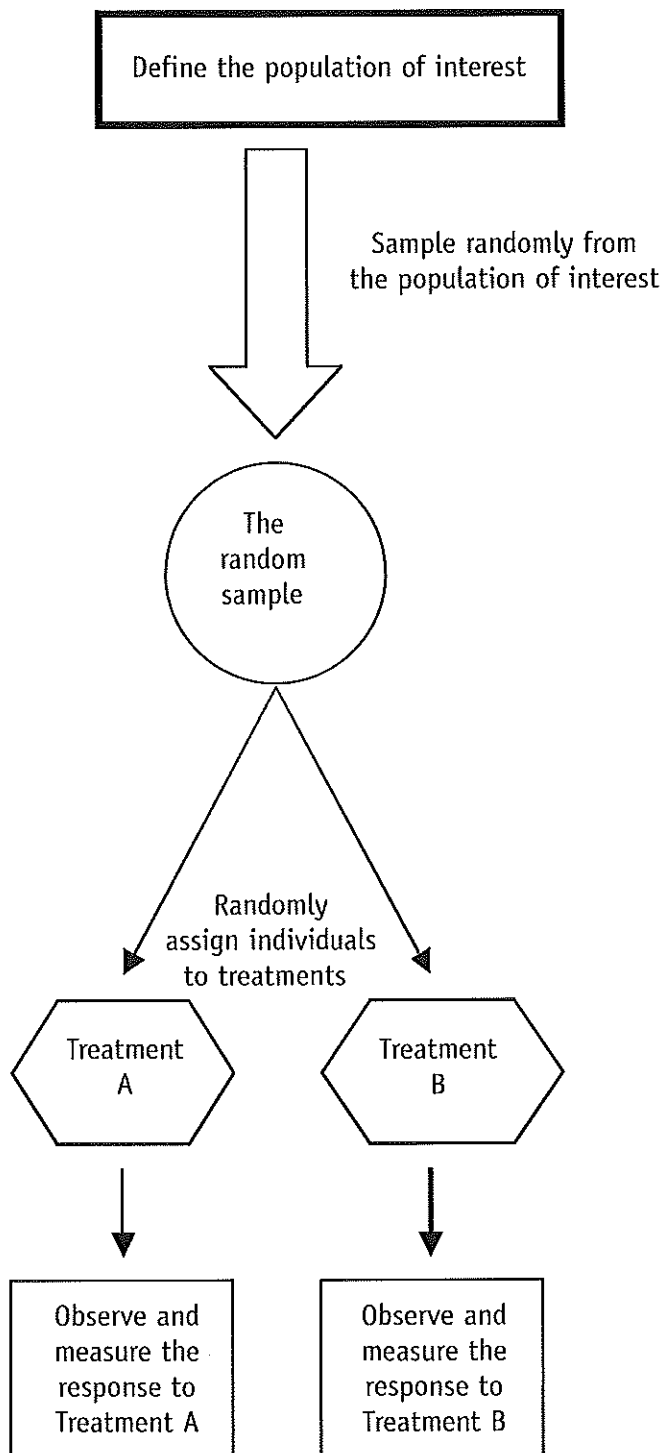 Define the population of interest
Sample randomly from
the population of interest
The
random
sample
Randomly
assign individuals
to treatments
Treatment
A
Treatment
B
Observe and
measure the
response to
Treatment A
Observe and
measure the
response to
Treatment B